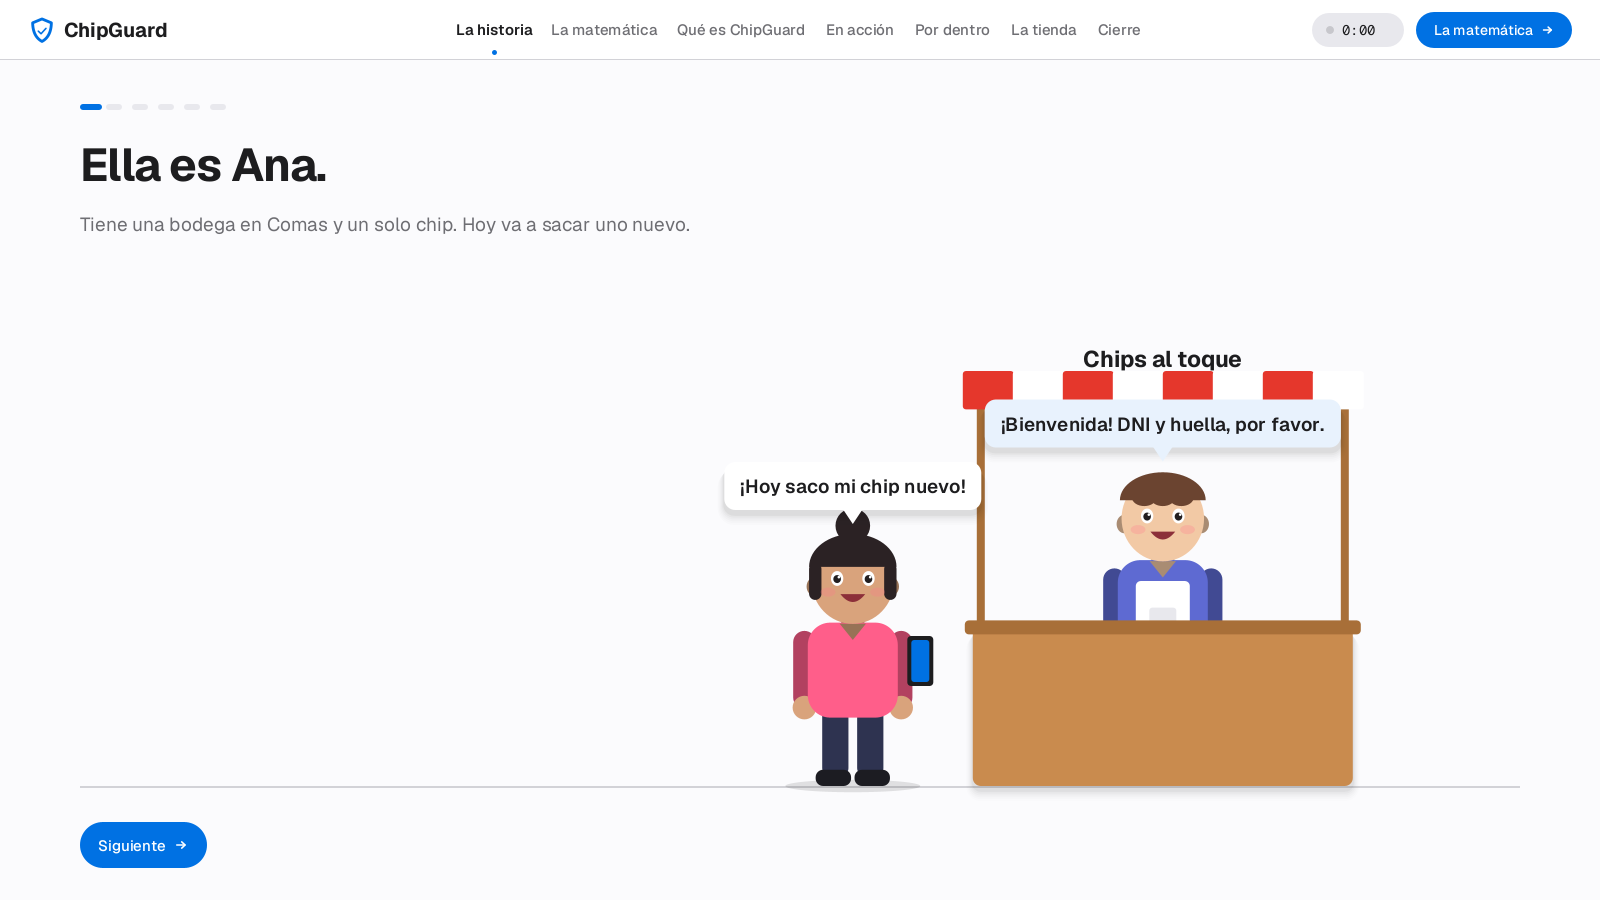 ChipGuard
La historia
La matemática
Qué es ChipGuard
En acción
Por dentro
La tienda
Cierre
0:00
La matemática →
Ella es Ana.
Tiene una bodega en Comas y un solo chip. Hoy va a sacar uno nuevo.
Chips al toque
¡Bienvenida! DNI y huella, por favor.
¡Hoy saco mi chip nuevo!
Siguiente →